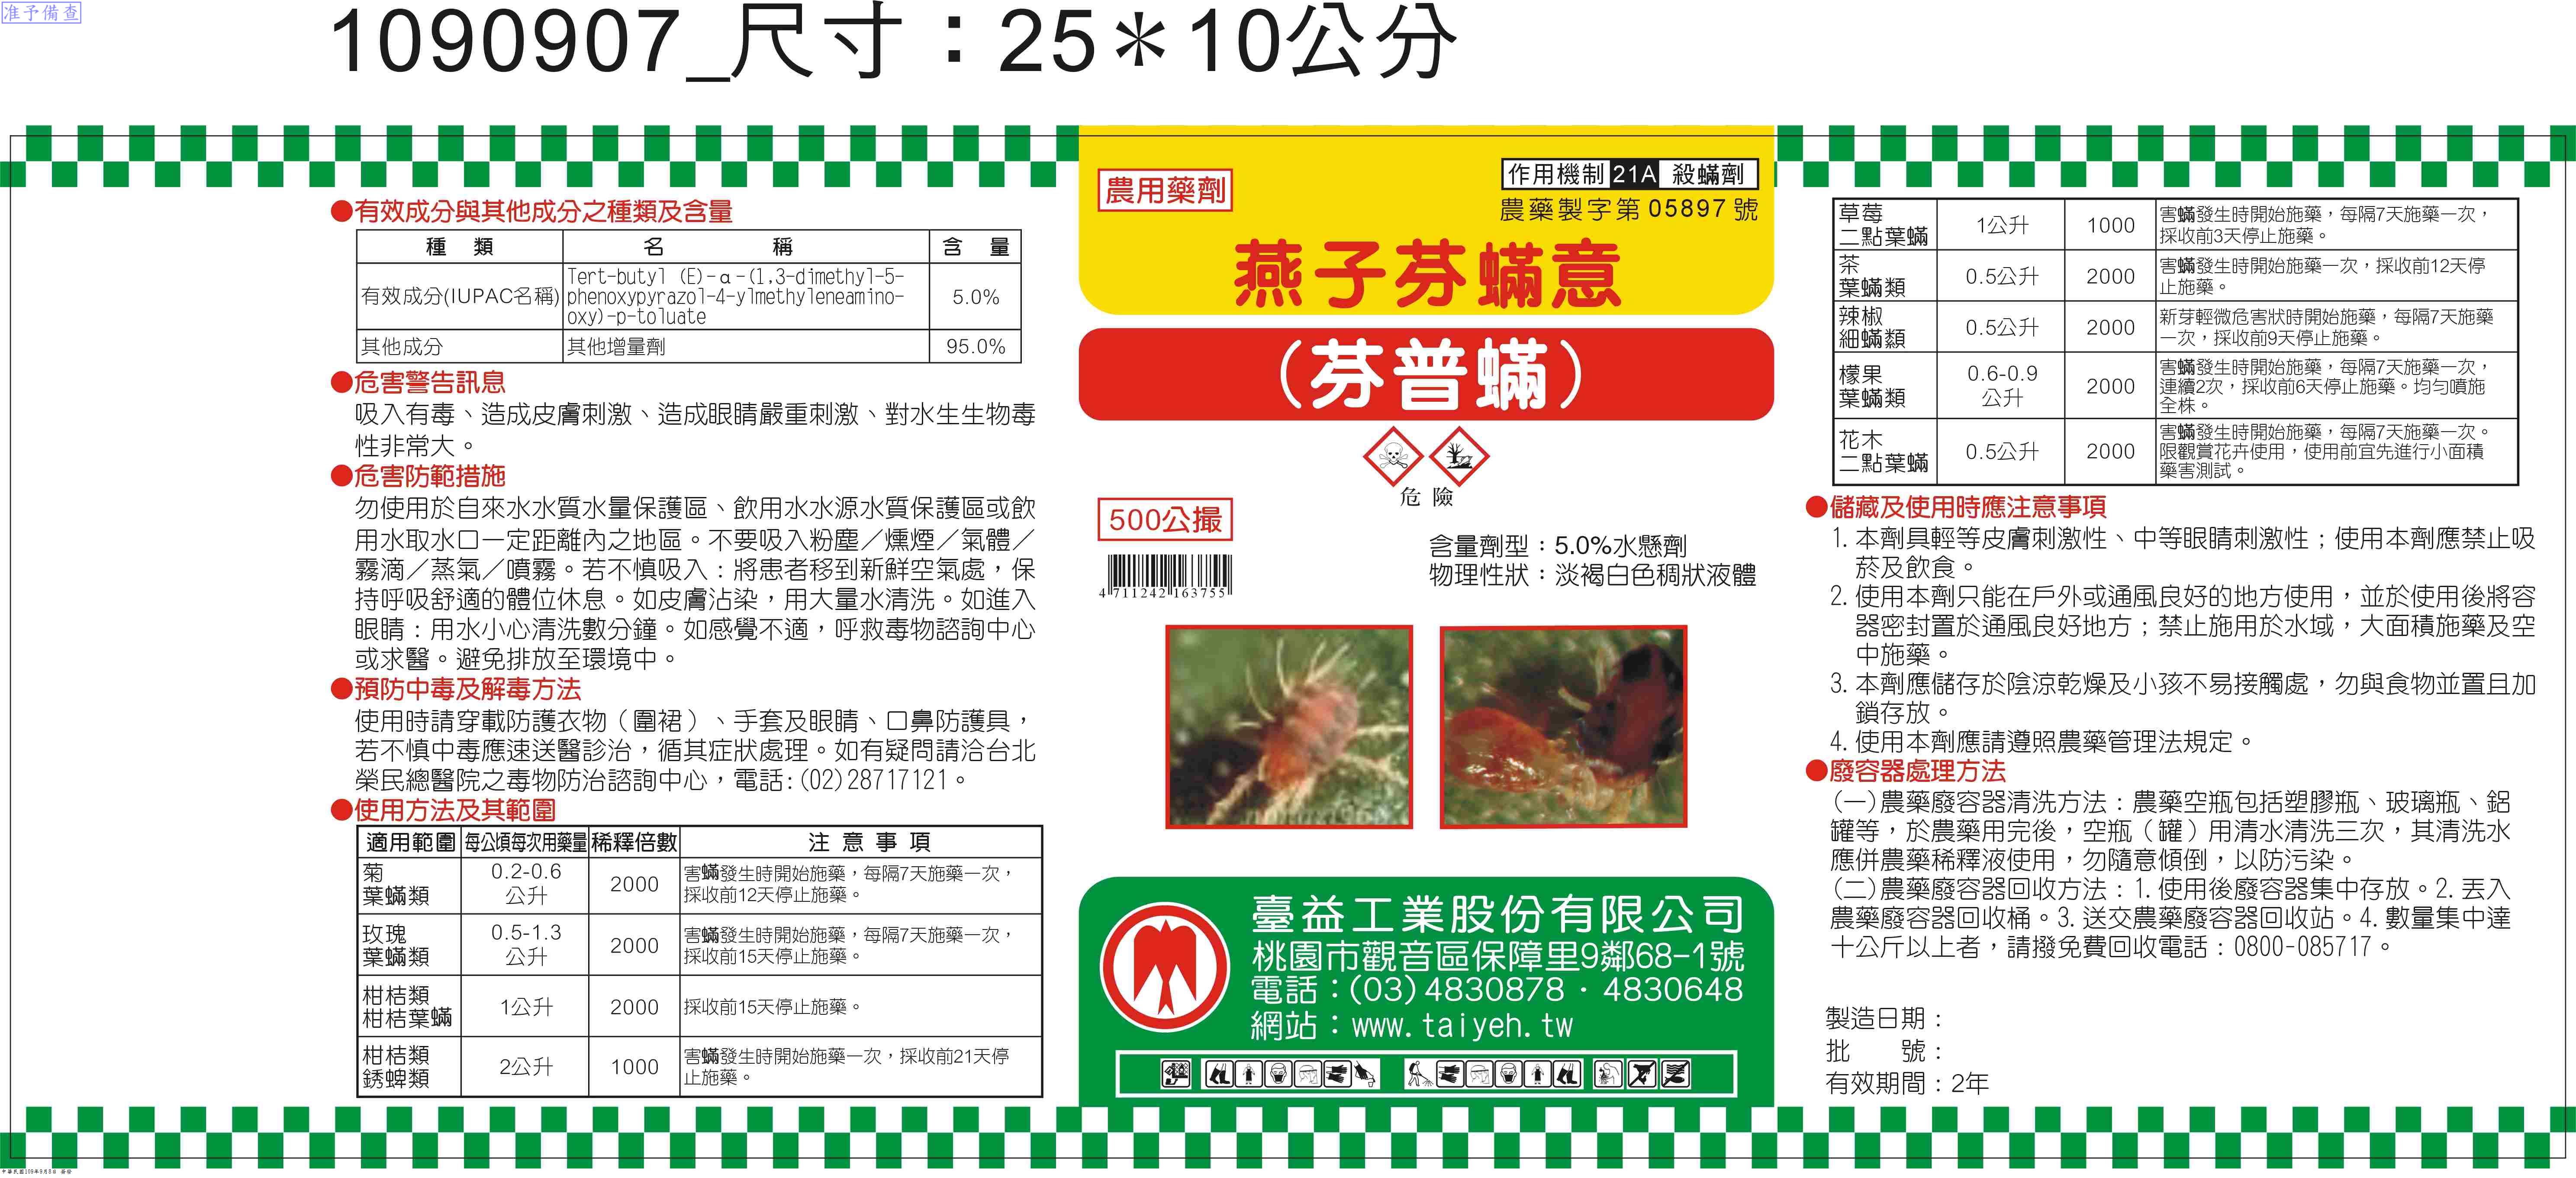 准予備查
1090907_尺寸：25＊10公分
●有效成分與其他成分之種類及含量
種 類 名 稱 含 量
有效成分(IUPAC名稱) Tert-butyl (E)-α-(1,3-dimethyl-5-
phenoxypyrazol-4-ylmethyleneamino-
oxy)-p-toluate 5.0%
其他成分 其他增量劑 95.0%
●危害警告訊息
吸入有毒、造成皮膚刺激、造成眼睛嚴重刺激、對水生生物毒
性非常大。
●危害防範措施
勿使用於自來水水質水量保護區、飲用水水源水質保護區或飲
用水取水口一定距離內之地區。不要吸入粉塵／燻煙／氣體／
霧滴／蒸氣／噴霧。若不慎吸入：將患者移到新鮮空氣處，保
持呼吸舒適的體位休息。如皮膚沾染，用大量水清洗。如進入
眼睛：用水小心清洗數分鐘。如感覺不適，呼救毒物諮詢中心
或求醫。避免排放至環境中。
●預防中毒及解毒方法
使用時請穿載防護衣物（圍裙）、手套及眼睛、口鼻防護具，
若不慎中毒應速送醫診治，循其症狀處理。如有疑問請洽台北
榮民總醫院之毒物防治諮詢中心，電話:(02)28717121。
●使用方法及其範圍
適用範圍 每公頃每次用藥量 稀釋倍數 注 意 事 項
菊
葉蟎類 0.2-0.6
公升 2000 害蟎發生時開始施藥，每隔7天施藥一次，
採收前12天停止施藥。
玫瑰
葉蟎類 0.5-1.3
公升 2000 害蟎發生時開始施藥，每隔7天施藥一次，
採收前15天停止施藥。
柑桔類
柑桔葉蟎 1公升 2000 採收前15天停止施藥。
柑桔類
銹蜱類 2公升 1000 害蟎發生時開始施藥一次，採收前21天停
止施藥。
農用藥劑
作用機制 21A 殺蟎劑
農藥製字第 05897 號
燕子芬蟎意
（芬普蟎）
危 險
500公撮
4 711242 163755
含量劑型：5.0%水懸劑
物理性狀：淡褐白色稠狀液體
臺益工業股份有限公司
桃園市觀音區保障里9鄰68-1號
電話：(03)4830878．4830648
網站：www.taiyeh.tw
草莓
二點葉蟎 1公升 1000 害蟎發生時開始施藥，每隔7天施藥一次，
採收前3天停止施藥。
茶
葉蟎類 0.5公升 2000 害蟎發生時開始施藥一次，採收前12天停
止施藥。
辣椒
細蟎纇 0.5公升 2000 新芽輕微危害狀時開始施藥，每隔7天施藥
一次，採收前9天停止施藥。
檬果
葉蟎類 0.6-0.9
公升 2000 害蟎發生時開始施藥，每隔7天施藥一次，
連續2次，採收前6天停止施藥。均勻噴施
全株。
花木
二點葉蟎 0.5公升 2000 害蟎發生時開始施藥，每隔7天施藥一次。
限觀賞花卉使用，使用前宜先進行小面積
藥害測試。
●儲藏及使用時應注意事項
1. 本劑具輕等皮膚刺激性、中等眼睛刺激性；使用本劑應禁止吸
菸及飲食。
2. 使用本劑只能在戶外或通風良好的地方使用，並於使用後將容
器密封置於通風良好地方；禁止施用於水域，大面積施藥及空
中施藥。
3. 本劑應儲存於陰涼乾燥及小孩不易接觸處，勿與食物並置且加
鎖存放。
4. 使用本劑應請遵照農藥管理法規定。
●廢容器處理方法
(一)農藥廢容器清洗方法：農藥空瓶包括塑膠瓶、玻璃瓶、鋁
罐等，於農藥用完後，空瓶（罐）用清水清洗三次，其清洗水
應併農藥稀釋液使用，勿隨意傾倒，以防污染。
(二)農藥廢容器回收方法：1. 使用後廢容器集中存放。2. 丟入
農藥廢容器回收桶。3. 送交農藥廢容器回收站。4. 數量集中達
十公斤以上者，請撥免費回收電話：0800-085717。
製造日期：
批 號：
有效期間：2年